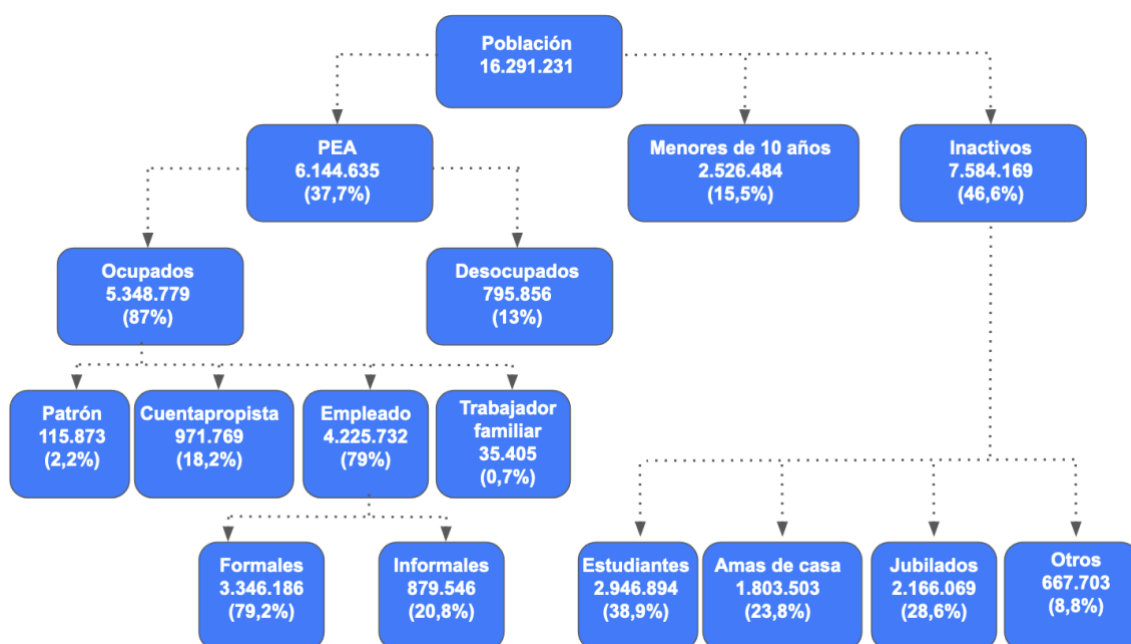 Población
16.291.231
PEA
6.144.635
(37,7%)
Menores de 10 años
2.526.484
(15,5%)
Inactivos
7.584.169
(46,6%)
Ocupados
5.348.779
(87%)
Desocupados
795.856
(13%)
Patrón
115.873
(2,2%)
Cuentapropista
971.769
(18,2%)
Empleado
4.225.732
(79%)
Trabajador
familiar
35.405
(0,7%)
Formales
3.346.186
(79,2%)
Informales
879.546
(20,8%)
Estudiantes
2.946.894
(38,9%)
Amas de casa
1.803.503
(23,8%)
Jubilados
2.166.069
(28,6%)
Otros
667.703
(8,8%)